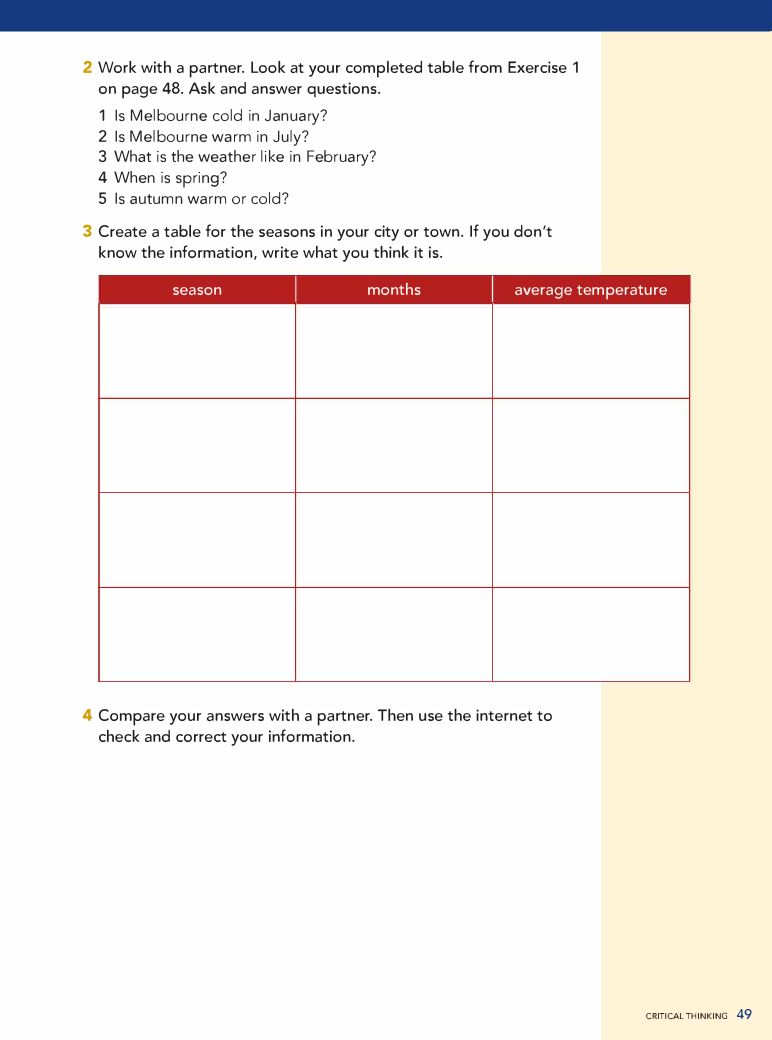 2 Work with a partner. Look at your completed table from Exercise 1
on page 48. Ask and answer questions.
1 Is Melbourne cold in January?
2 Is Melbourne warm in July?
3 What is the weather like in February?
4 When is spring?
5 Is autumn warm or cold?
3 Create a table for the seasons in your city or town. If you don't
know the information, write what you think it is.
season months average temperature
4 Compare your answers with a partner. Then use the internet to
check and correct your information.
CRITICAL THINKING 49